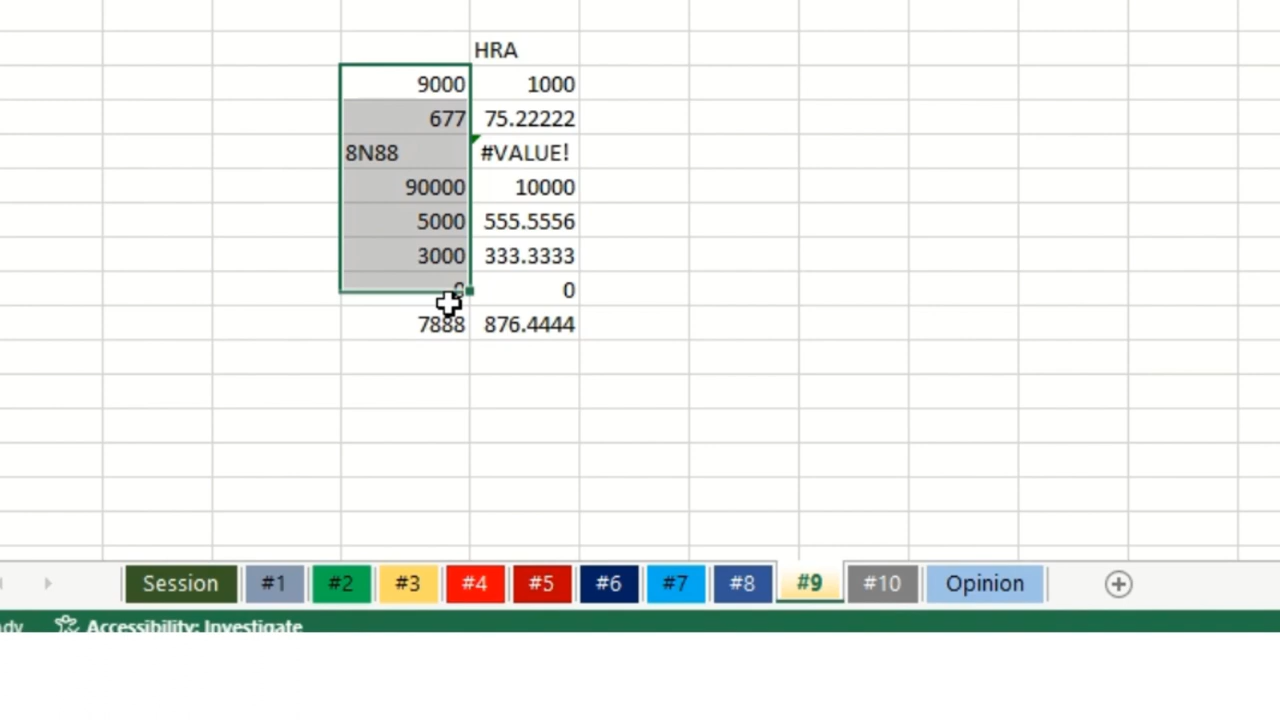 HRA
9000 1000
677 75.22222
8N88 #VALUE!
90000 10000
5000 555.5556
3000 333.3333
0
7888 876.4444
Session #1 #2 #3 #4 #5 #6 #7 #8 #9 #10 Opinion
Accessibility: Investigate